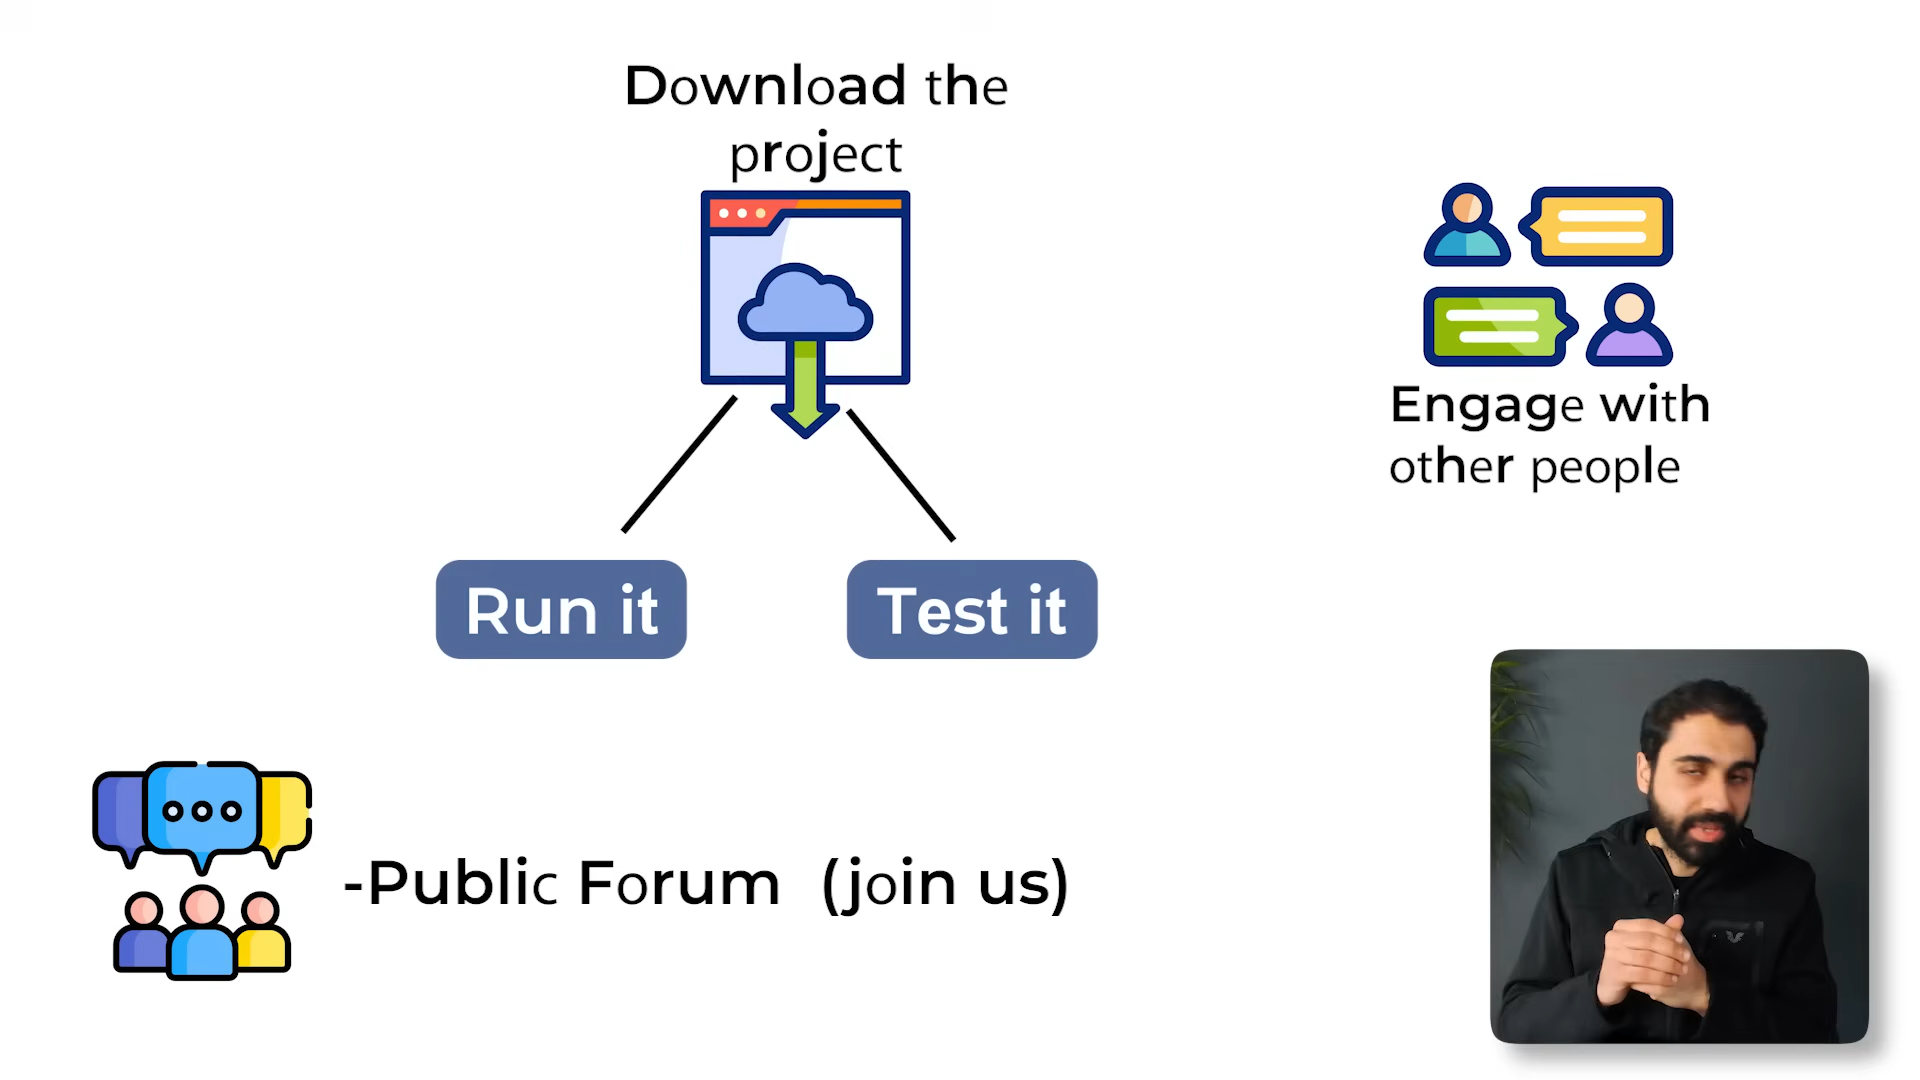 Download the
project
Engage with
other people
Run it
Test it
-Public Forum (join us)